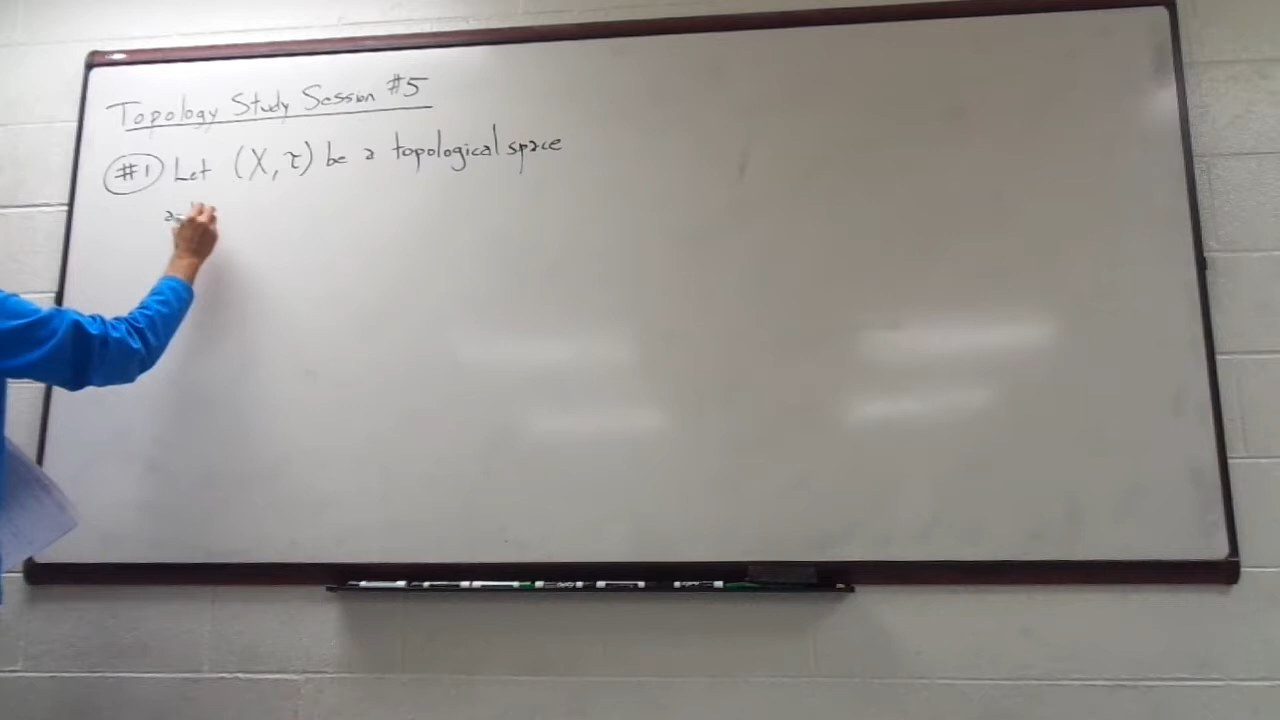 Topology Study Session #5
#1 Let (X, τ) be a topological space